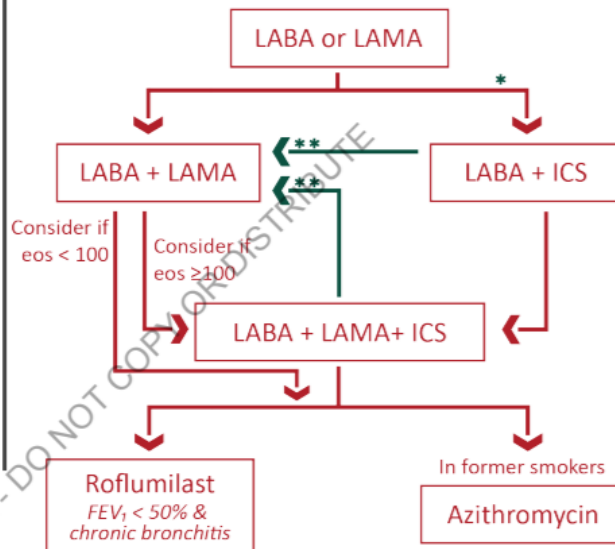 LABA or LAMA
*
**
LABA + LAMA
LABA + ICS
**
Consider if
eos < 100
Consider if
eos ≥100
LABA + LAMA+ ICS
- DO NOT COPY OR DISTRIBUTE
Roflumilast
FEV₁ < 50% &
chronic bronchitis
In former smokers
Azithromycin